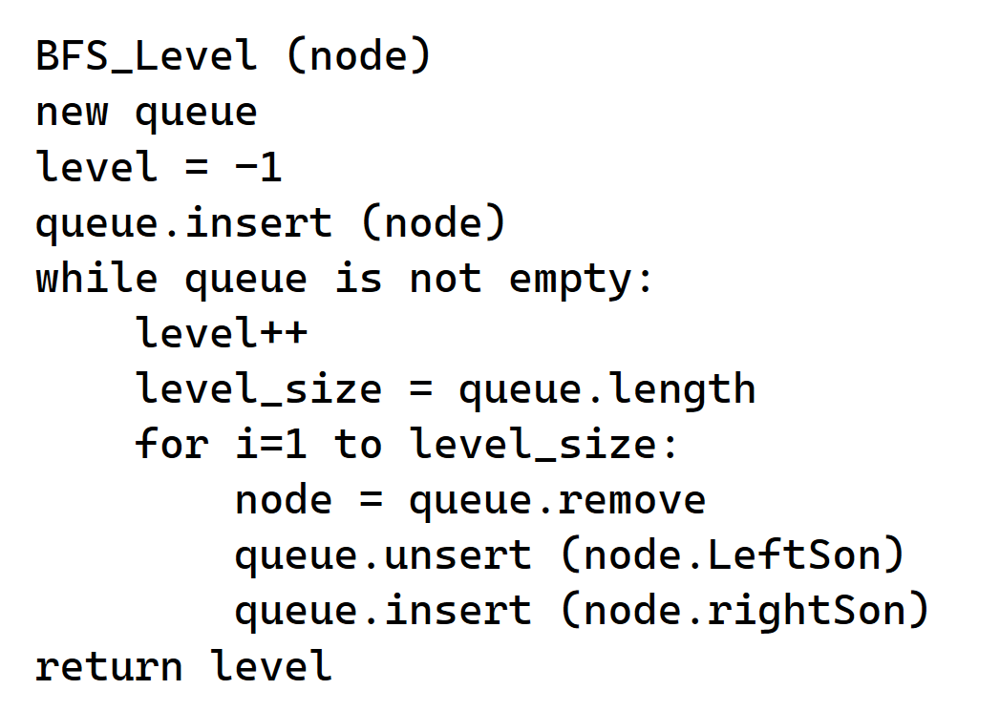 BFS_Level (node)
new queue
level = -1
queue.insert (node)
while queue is not empty:
level++
level_size = queue.length
for i=1 to level_size:
node = queue.remove
queue.unsert (node.LeftSon)
queue.insert (node.rightSon)
return level